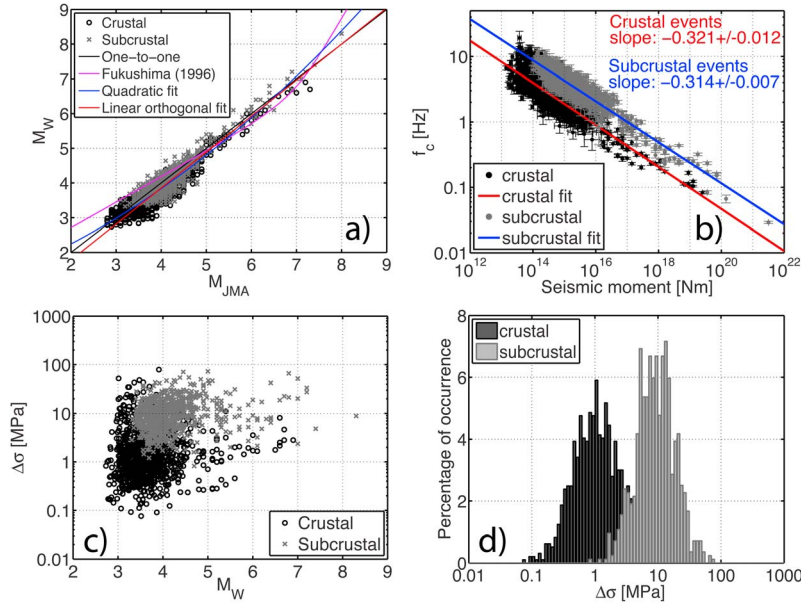 9
8
7
6
5
4
3
2
M_W
Crustal
Subcrustal
One−to−one
Fukushima (1996)
Quadratic fit
Linear orthogonal fit
a)
2 3 4 5 6 7 8 9
M_JMA
f_c [Hz]
10
1
0.1
0.01
Crustal events
slope: −0.321+/−0.012
Subcrustal events
slope: −0.314+/−0.007
crustal
crustal fit
subcrustal
subcrustal fit
b)
10^12 10^14 10^16 10^18 10^20 10^22
Seismic moment [Nm]
Δσ [MPa]
1000
100
10
1
0.1
0.01
c)
Crustal
Subcrustal
2 3 4 5 6 7 8 9
M_W
Percentage of occurrence
8
6
4
2
0
crustal
subcrustal
d)
0.01 0.1 1 10 100 1000
Δσ [MPa]